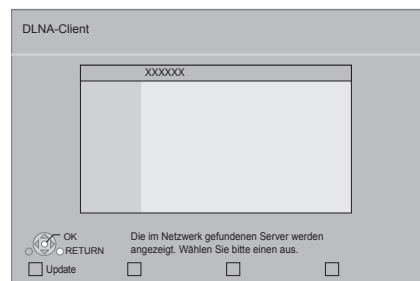 DLNA-Client
XXXXXX
OK
RETURN
Die im Netzwerk gefundenen Server werden
angezeigt. Wählen Sie bitte einen aus.
Update